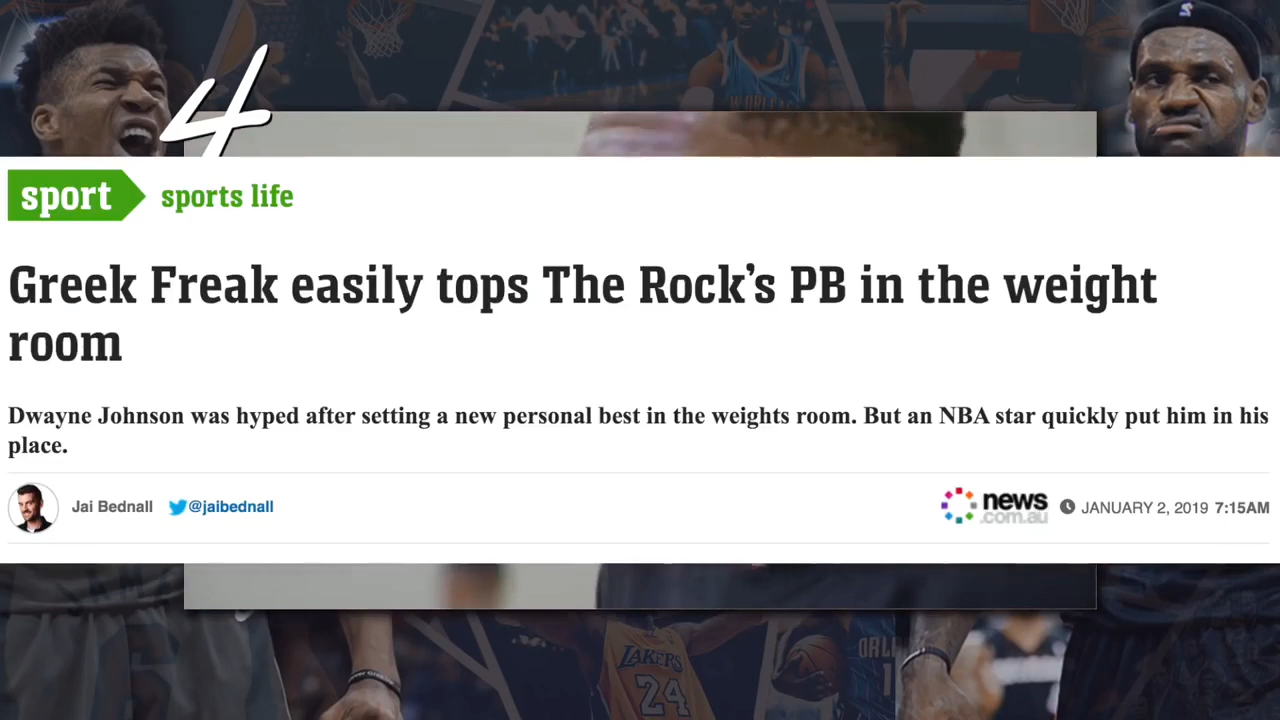 4
sport sports life
Greek Freak easily tops The Rock's PB in the weight
room
Dwayne Johnson was hyped after setting a new personal best in the weights room. But an NBA star quickly put him in his
place.
Jai Bednall @jaibednall news .com.au JANUARY 2, 2019 7:15AM
LAKERS
24